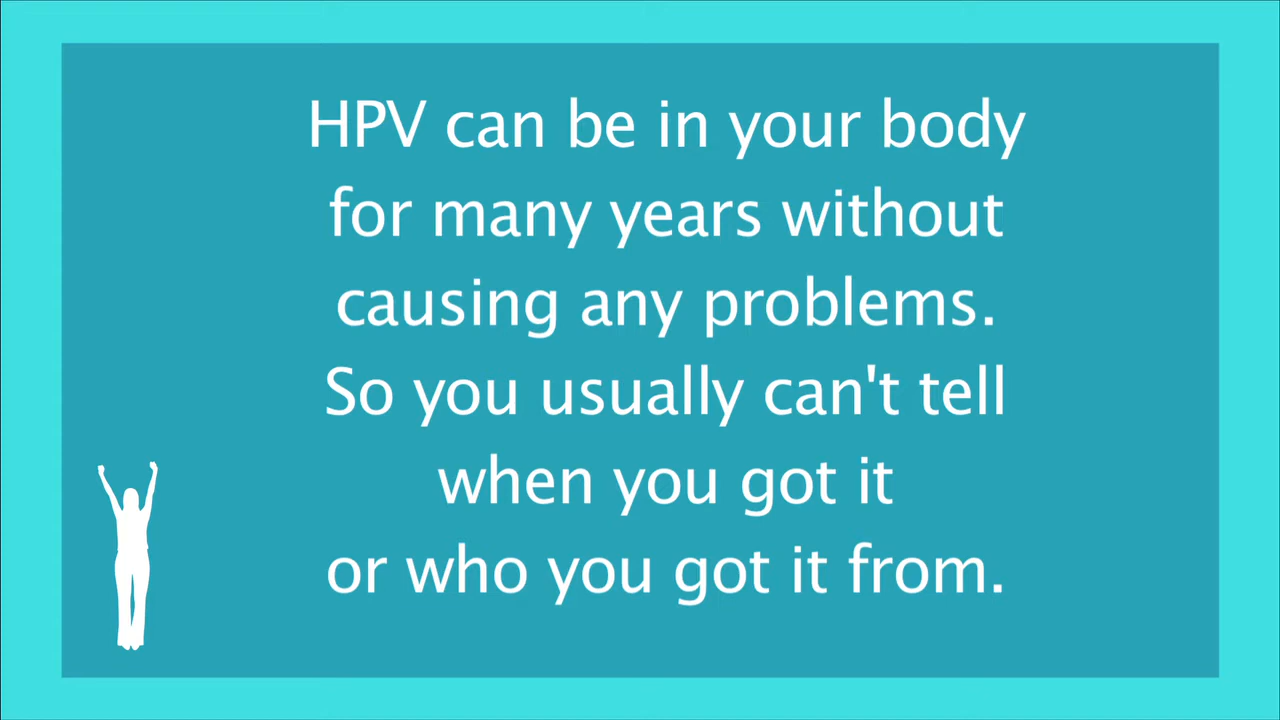 HPV can be in your body
for many years without
causing any problems.
So you usually can't tell
when you got it
or who you got it from.